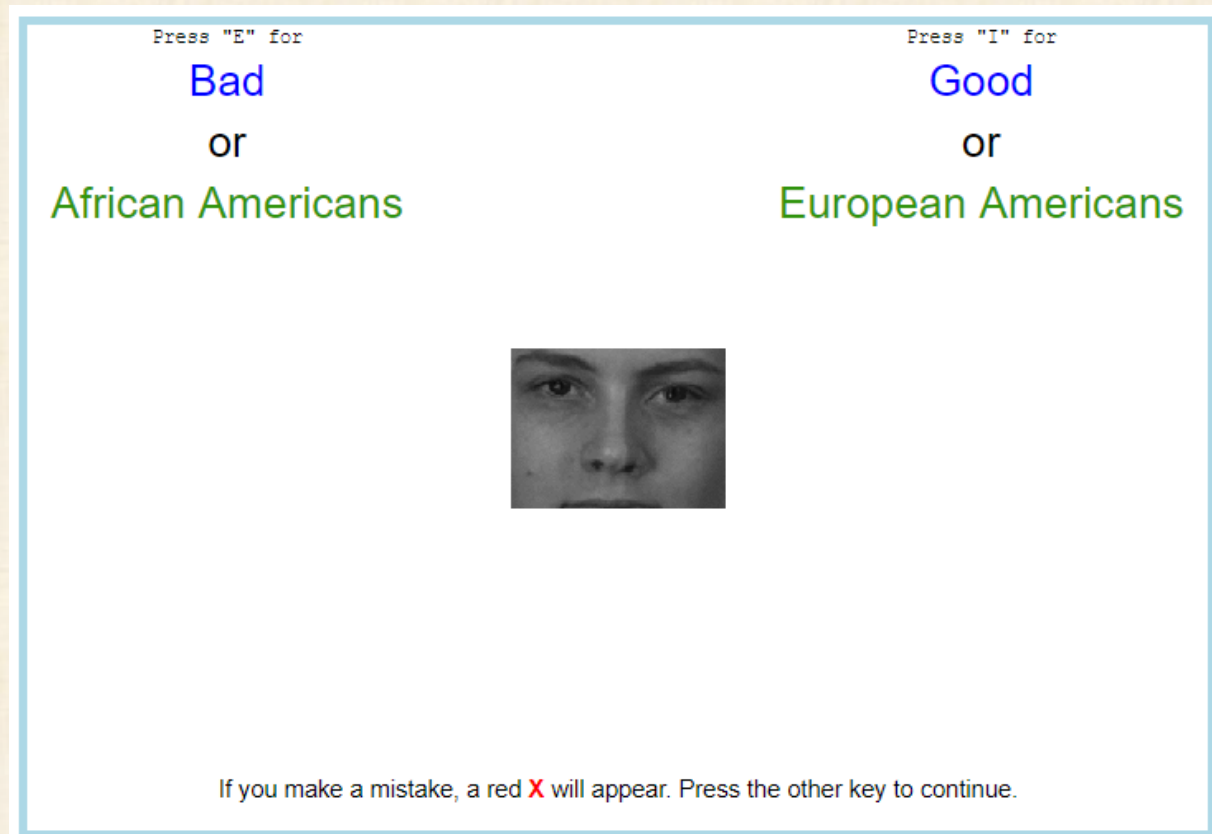 Press "E" for
Bad
or
African Americans
Press "I" for
Good
or
European Americans
If you make a mistake, a red X will appear. Press the other key to continue.